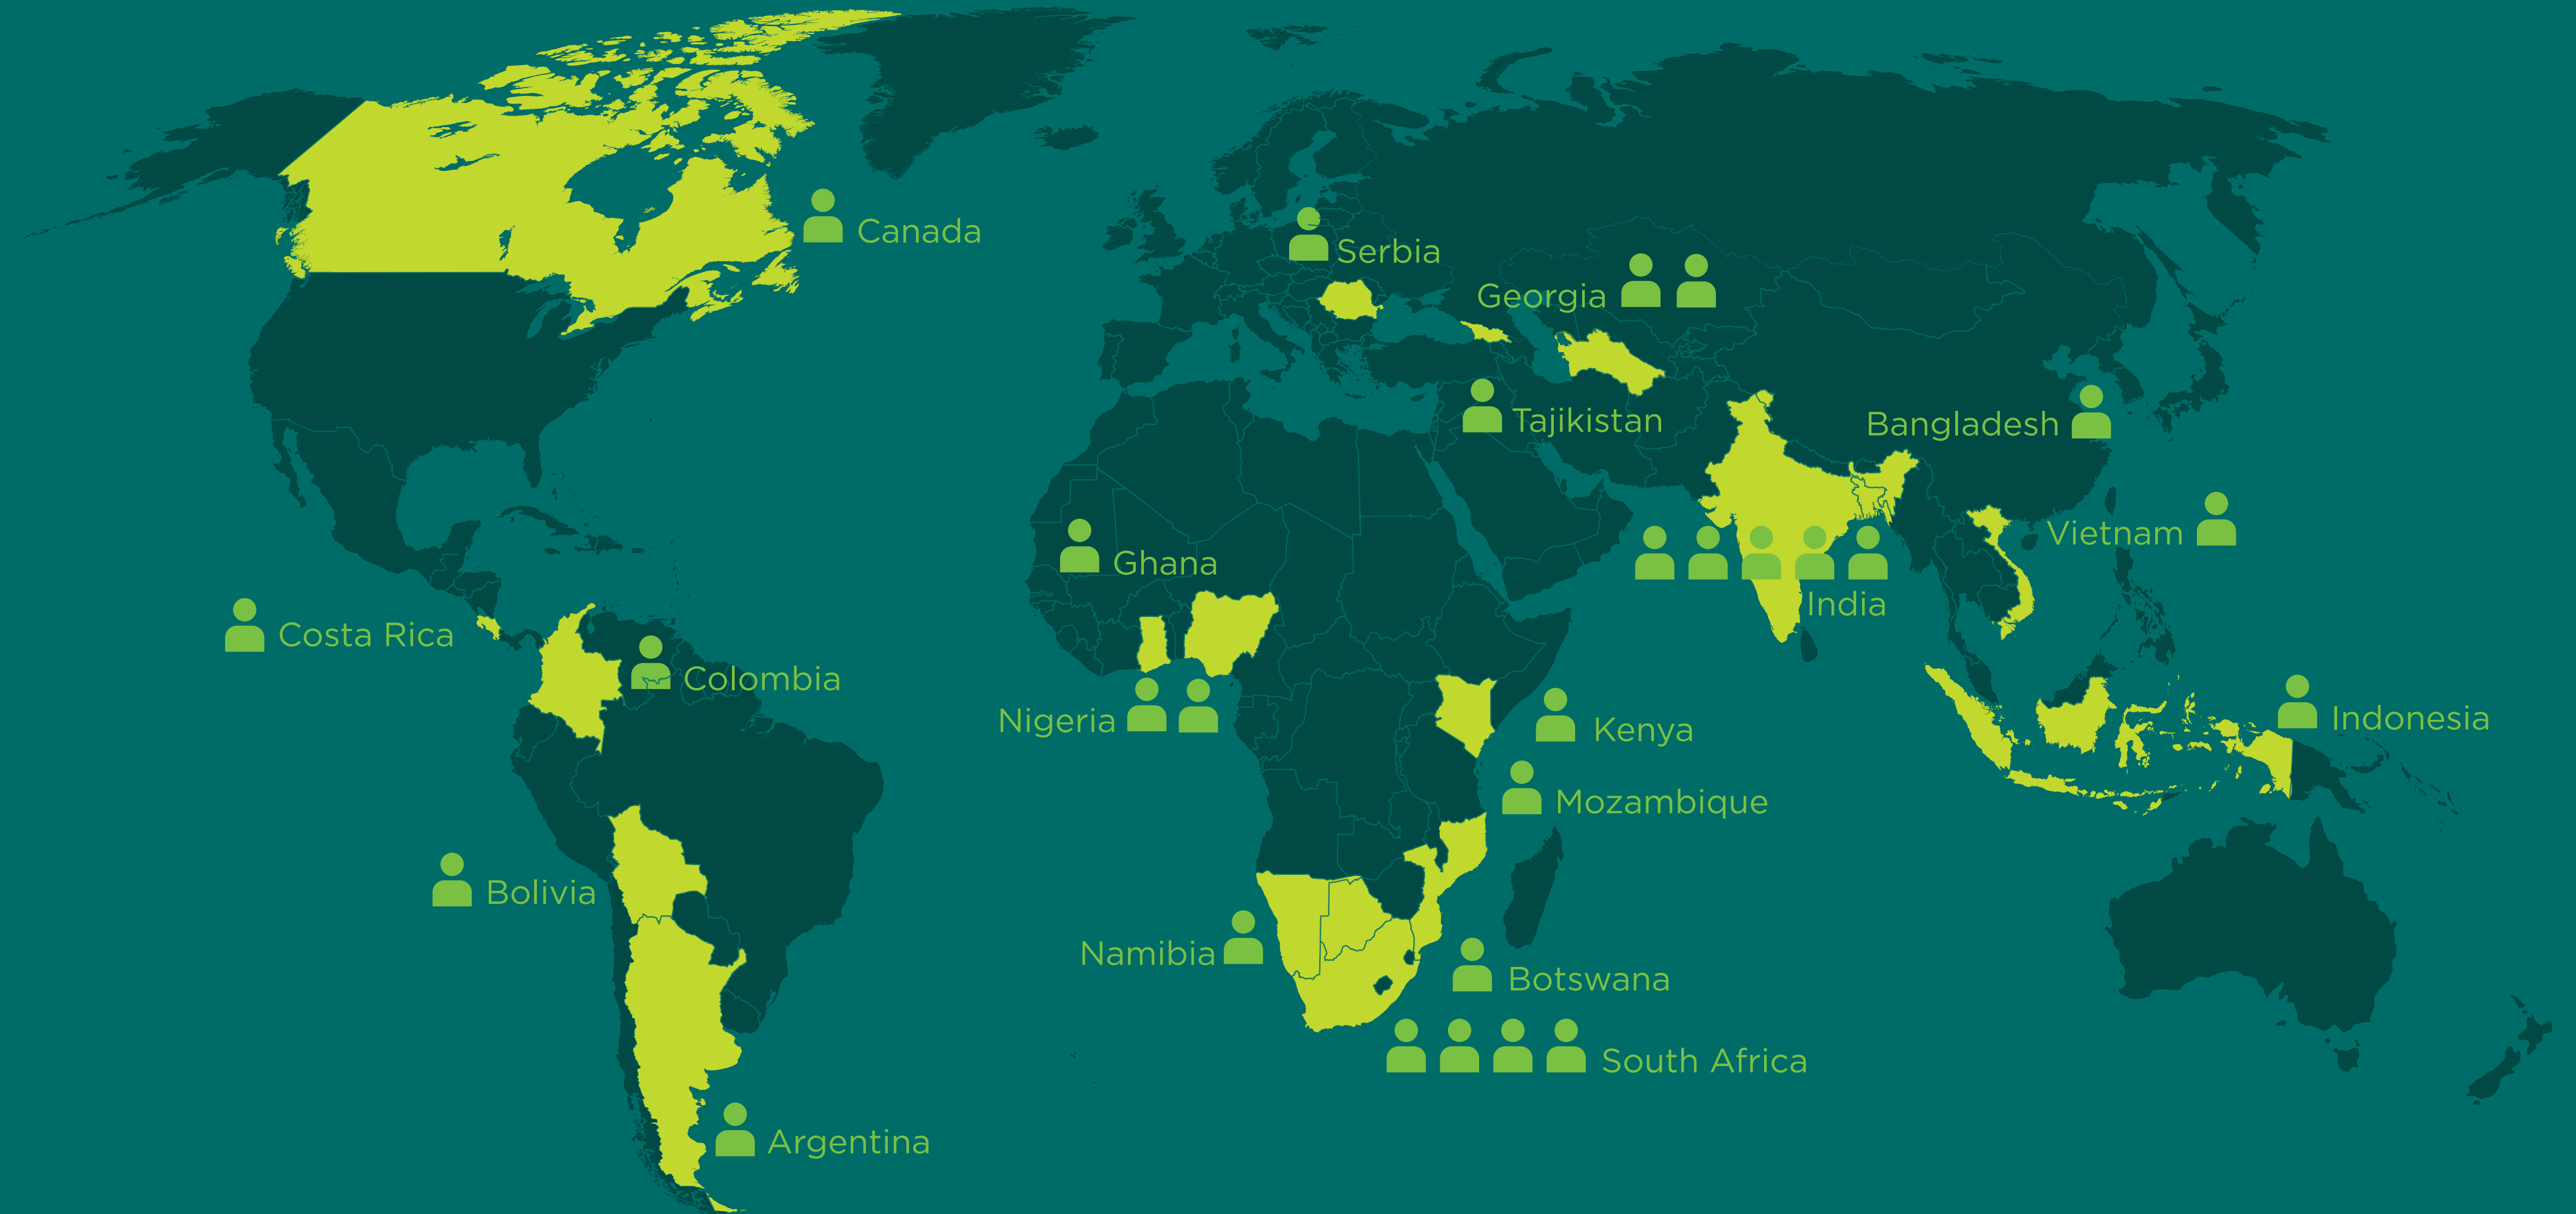 Canada
Serbia
Georgia
Tajikistan
Bangladesh
Vietnam
Ghana
India
Costa Rica
Colombia
Nigeria
Kenya
Indonesia
Mozambique
Bolivia
Namibia
Botswana
South Africa
Argentina